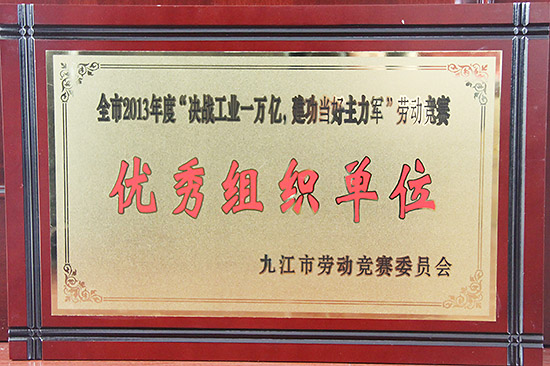 全市2013年度“决战工业一万亿，建功当好主力军”劳动竞赛
优秀组织单位
九江市劳动竞赛委员会